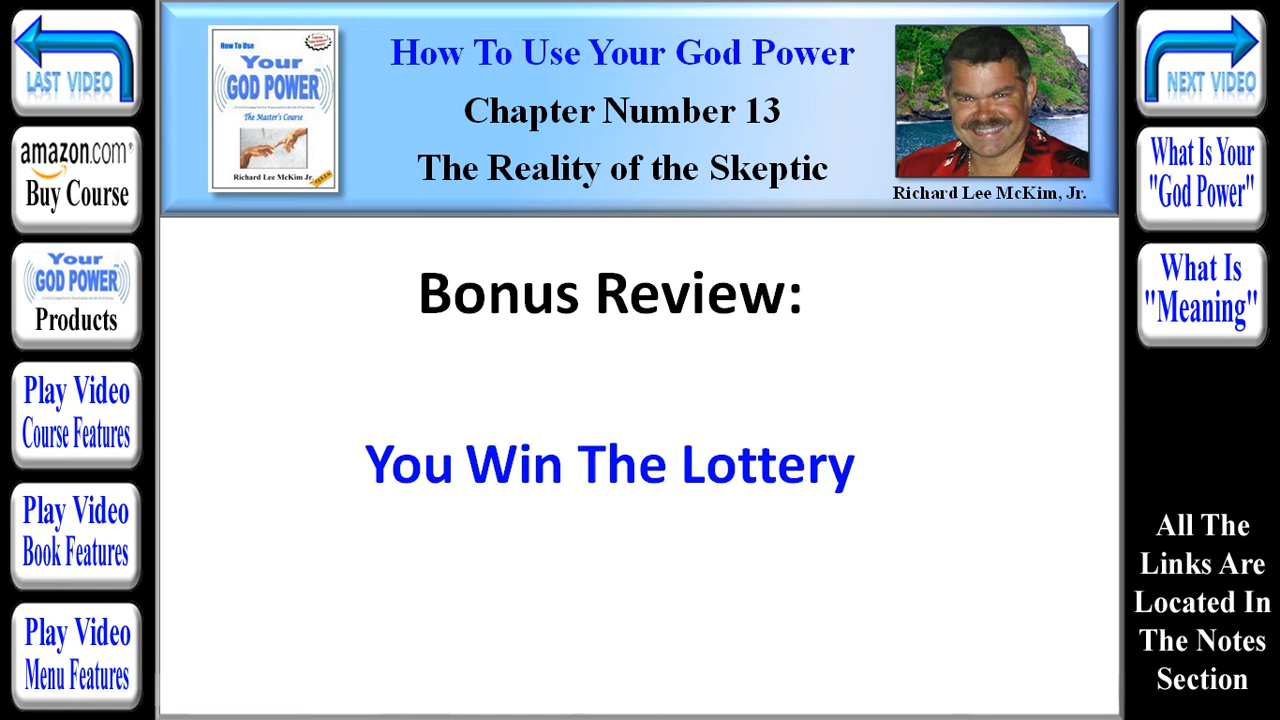 LAST VIDEO
amazon.com
Buy Course
Your
GOD POWER
Products
Play Video
Course Features
Play Video
Book Features
Play Video
Menu Features
How To Use
Your
GOD POWER
The Master's Course
Richard Lee McKim Jr.
How To Use Your God Power
Chapter Number 13
The Reality of the Skeptic
Richard Lee McKim, Jr.
Bonus Review:
You Win The Lottery
NEXT VIDEO
What Is Your
"God Power"
What Is
"Meaning"
All The
Links Are
Located In
The Notes
Section